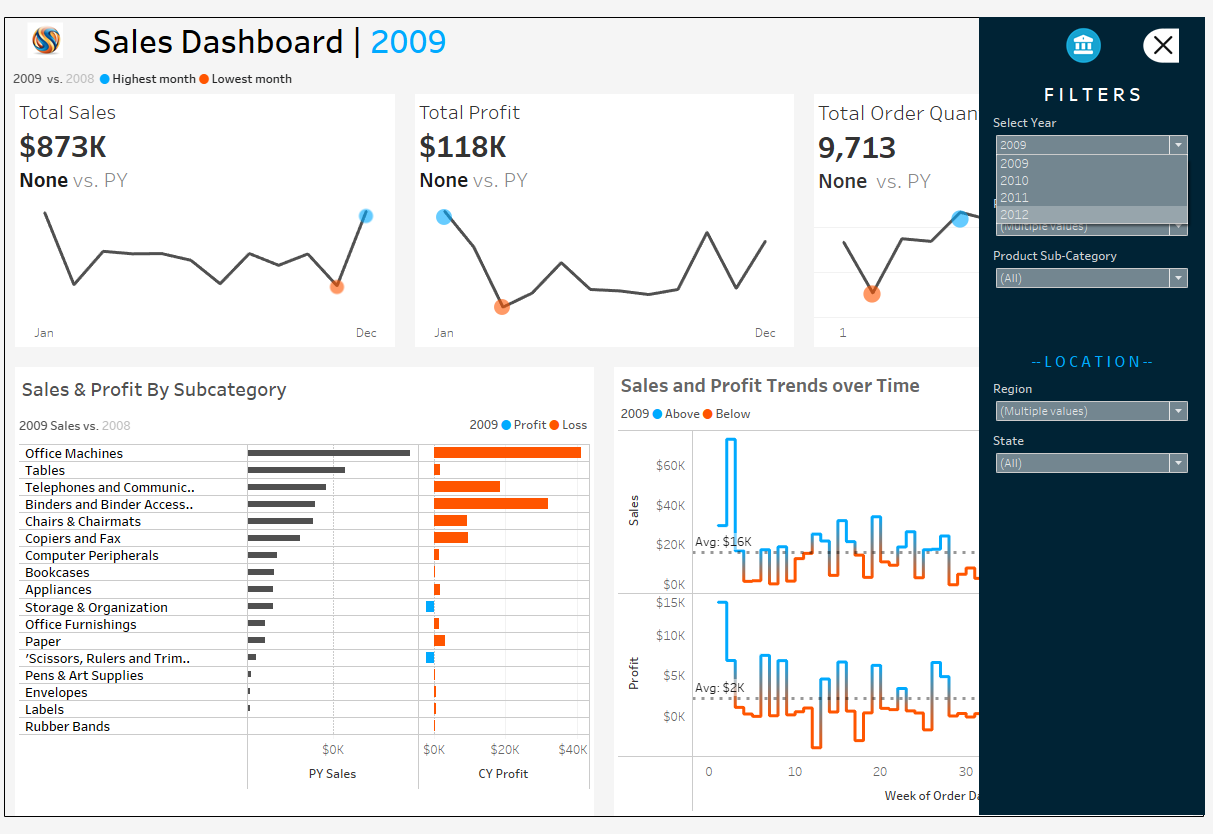 Sales Dashboard | 2009
2009 vs. 2008 Highest month Lowest month
Total Sales
$873K
None vs. PY
Jan Dec
Total Profit
$118K
None vs. PY
Jan Dec
Total Order Quan
9,713
None vs. PY
1
Sales & Profit By Subcategory
2009 Sales vs. 2008
2009 Profit Loss
Office Machines
Tables
Telephones and Communic..
Binders and Binder Access..
Chairs & Chairmats
Copiers and Fax
Computer Peripherals
Bookcases
Appliances
Storage & Organization
Office Furnishings
Paper
'Scissors, Rulers and Trim..
Pens & Art Supplies
Envelopes
Labels
Rubber Bands
$0K $0K $20K $40K
PY Sales CY Profit
Sales and Profit Trends over Time
2009 Above Below
Sales
$60K
$40K
$20K
$0K
Avg: $16K
Profit
$15K
$10K
$5K
$0K
Avg: $2K
0 10 20 30
Week of Order Da
FILTERS
Select Year
2009
2009
2010
2011
2012
(Multiple values)
Product Sub-Category
(All)
--LOCATION--
Region
(Multiple values)
State
(All)